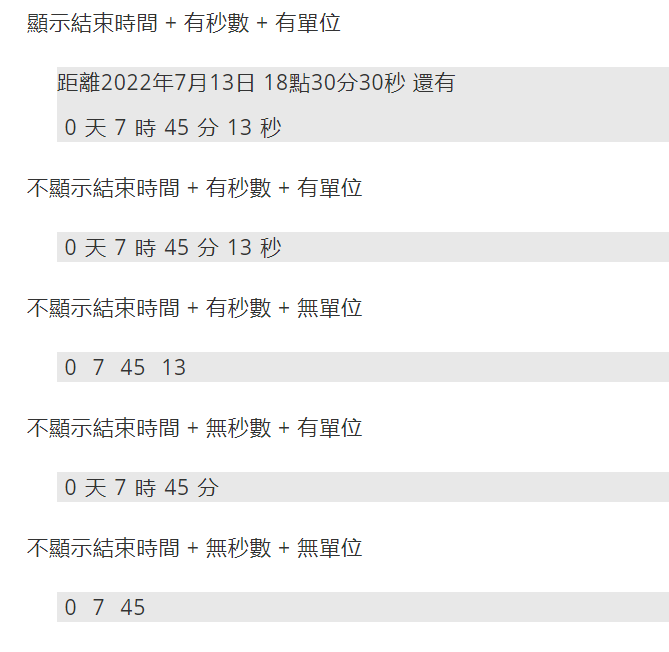 顯示結束時間 + 有秒數 + 有單位
距離2022年7月13日 18點30分30秒 還有
0 天 7 時 45 分 13 秒
不顯示結束時間 + 有秒數 + 有單位
0 天 7 時 45 分 13 秒
不顯示結束時間 + 有秒數 + 無單位
0 7 45 13
不顯示結束時間 + 無秒數 + 有單位
0 天 7 時 45 分
不顯示結束時間 + 無秒數 + 無單位
0 7 45